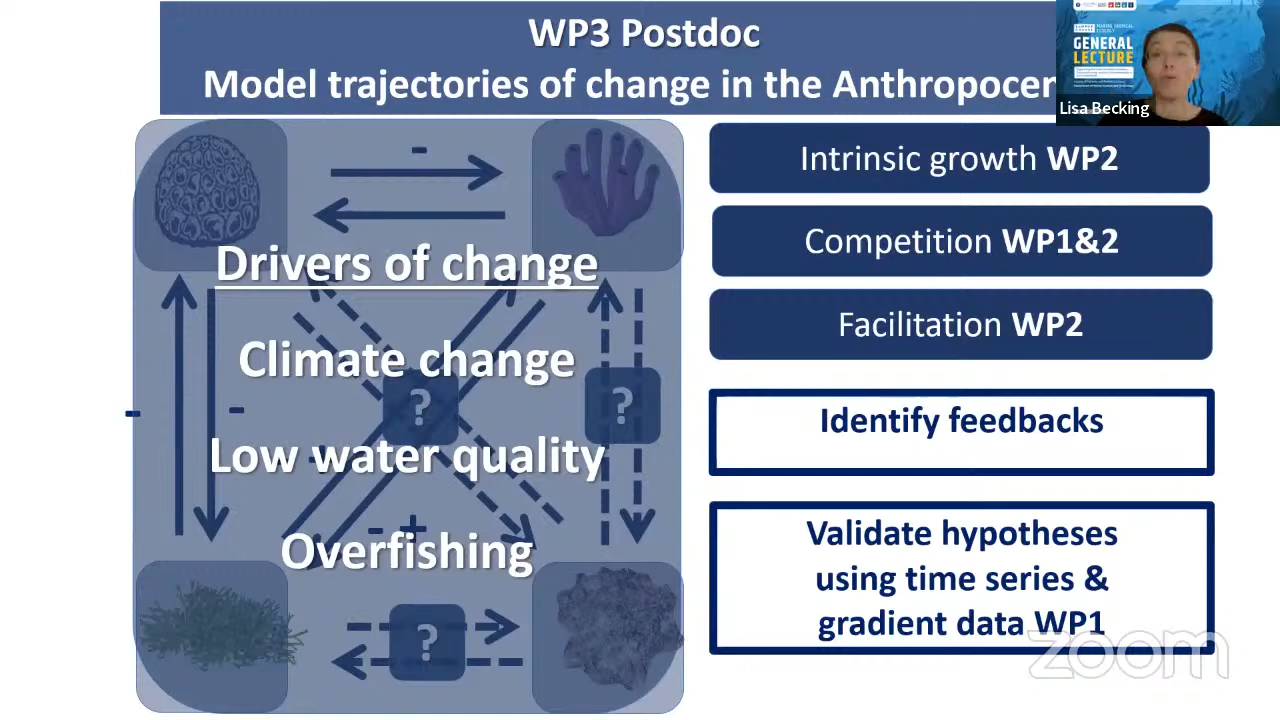 WP3 Postdoc
Model trajectories of change in the Anthropocen
GENERAL
LECTURE
Lisa Becking
Drivers of change
Climate change
Low water quality
Overfishing
-
-
-
- +
?
?
?
Intrinsic growth WP2
Competition WP1&2
Facilitation WP2
Identify feedbacks
Validate hypotheses
using time series &
gradient data WP1
zoom